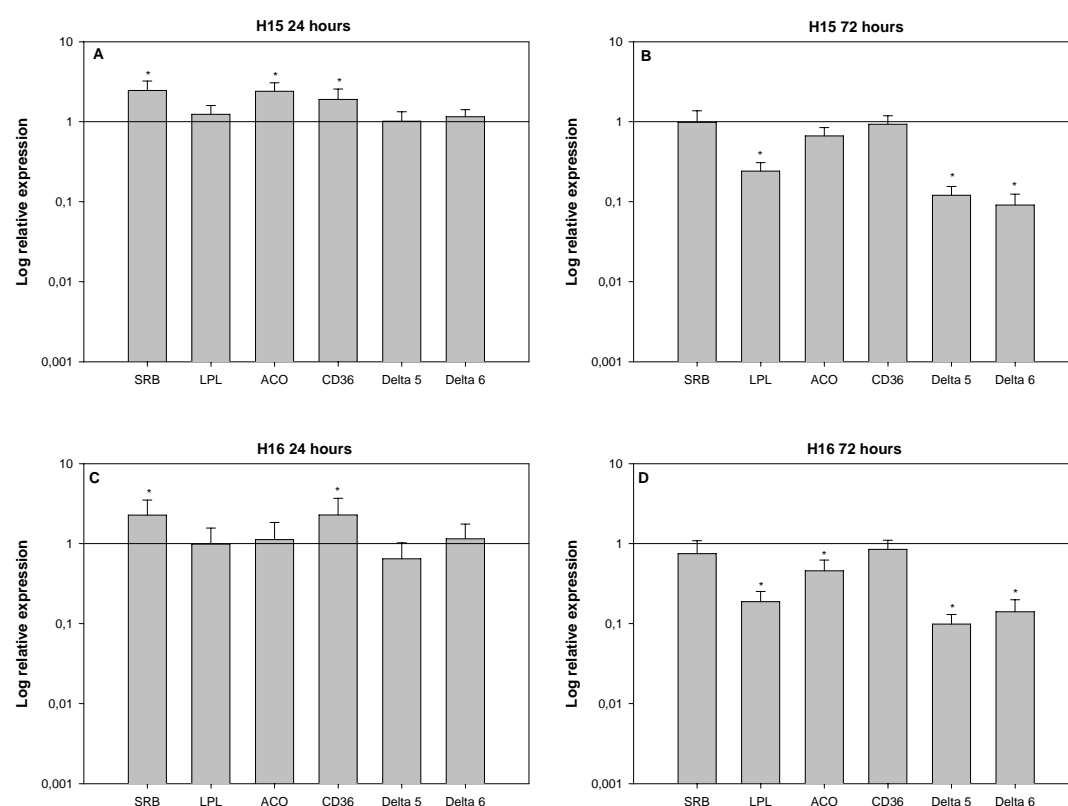 H15 24 hours
A
Log relative expression
10
* * *
1
0,1
0,01
0,001
SRB LPL ACO CD36 Delta 5 Delta 6
H15 72 hours
B
Log relative expression
10
1
* * *
0,1
0,01
0,001
SRB LPL ACO CD36 Delta 5 Delta 6
H16 24 hours
C
Log relative expression
10
* *
1
0,1
0,01
0,001
SRB LPL ACO CD36 Delta 5 Delta 6
H16 72 hours
D
Log relative expression
10
1
* * * *
0,1
0,01
0,001
SRB LPL ACO CD36 Delta 5 Delta 6